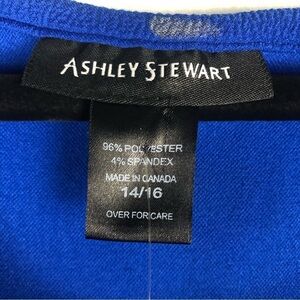 ASHLEY STEWART
96% POLYESTER
4% SPANDEX
MADE IN CANADA
14/16
OVER FOR CARE